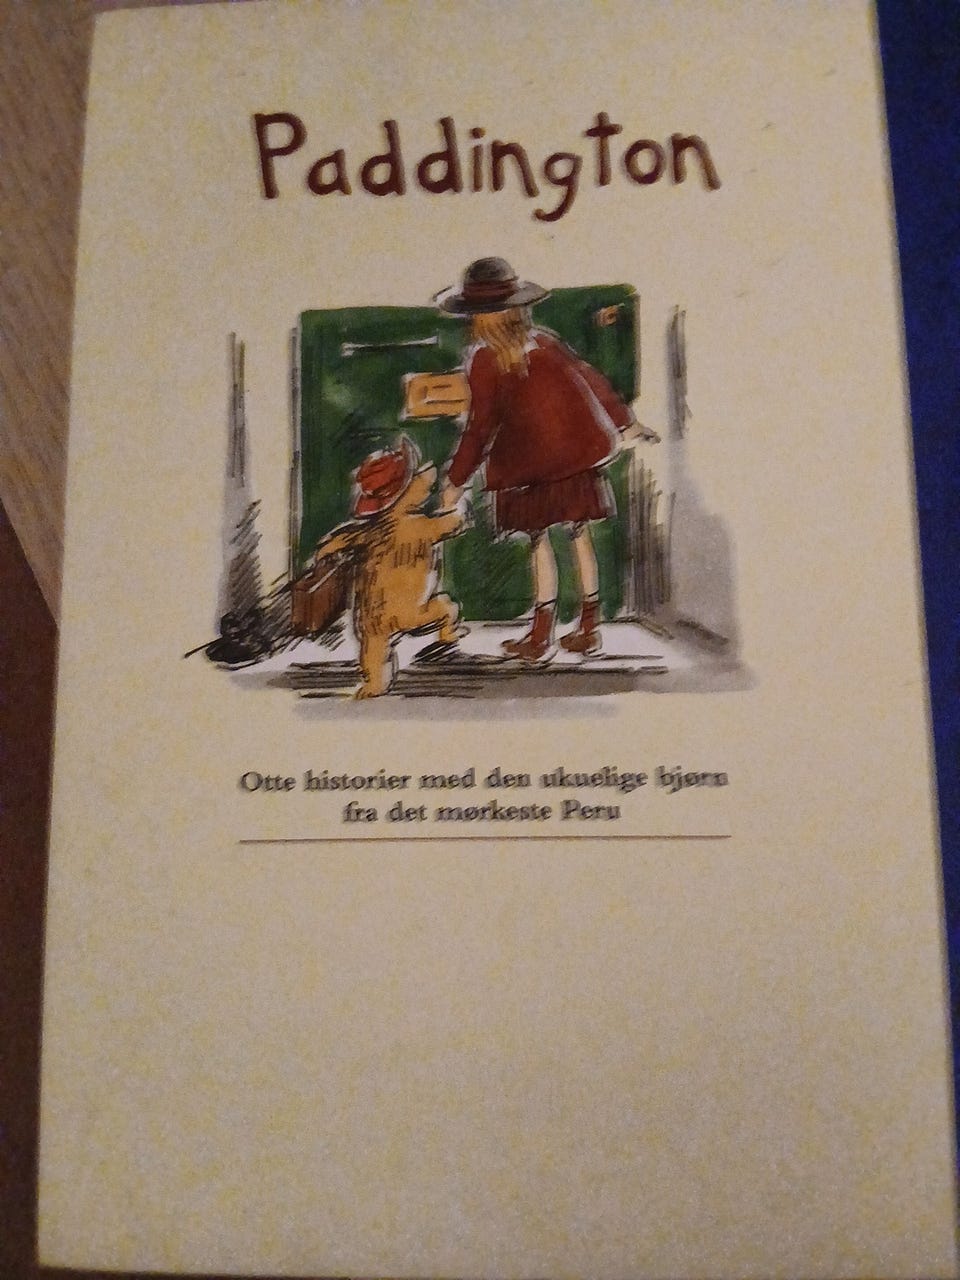 Paddington
Otte historier med den ukuelige bjørn
fra det mørkeste Peru